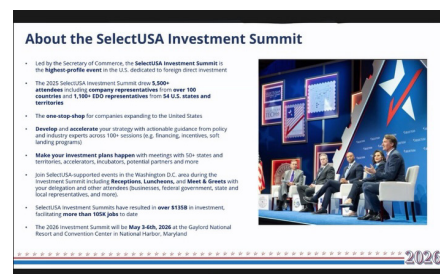 About the SelectUSA Investment Summit
• Led by the Secretary of Commerce, the SelectUSA Investment Summit is
the highest-profile event in the U.S. dedicated to foreign direct investment
• The 2025 SelectUSA Investment Summit drew 5,500+
attendees including company representatives from over 100
countries and 1,100+ EDO representatives from 54 U.S. states and
territories
• The one-stop-shop for companies expanding to the United States
• Develop and accelerate your strategy with actionable guidance from policy
and industry experts across 100+ sessions (e.g. financing, incentives, soft
landing programs)
• Make your investment plans happen with meetings with 50+ states and
territories, accelerators, incubators, potential partners and more
• Join SelectUSA-supported events in the Washington D.C. area during the
Investment Summit including Receptions, Luncheons, and Meet & Greets with
your delegation and other attendees (businesses, federal government, state and
local representatives, and more).
• SelectUSA Investment Summits have resulted in over $135B in investment,
facilitating more than 105K jobs to date
• The 2026 Investment Summit will be May 3-6th, 2026 at the Gaylord National
Resort and Convention Center in National Harbor, Maryland
2026